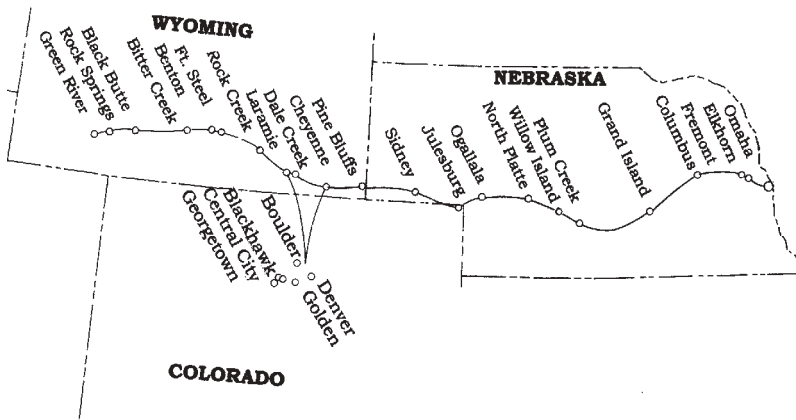 WYOMING
NEBRASKA
Green River
Rock Springs
Black Butte
Bitter Creek
Benton
Ft. Steel
Rock Creek
Laramie
Dale Creek
Cheyenne
Pine Bluffs
Sidney
Julesburg
Ogallala
North Platte
Willow Island
Plum Creek
Grand Island
Columbus
Fremont
Elkhorn
Omaha
Georgetown
Central City
Blackhawk
Boulder
Denver
Golden
COLORADO